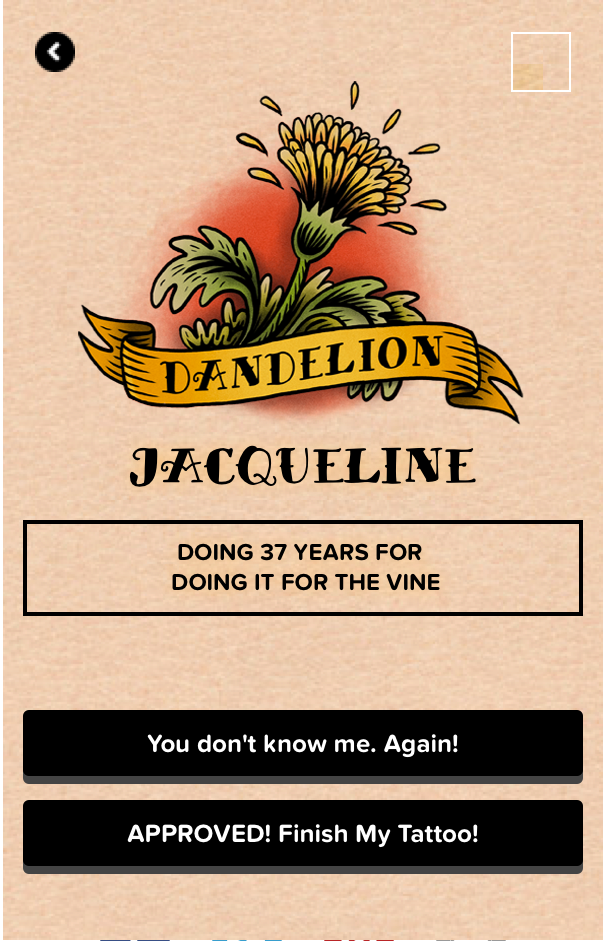 DANDELION
JACQUELINE
DOING 37 YEARS FOR
DOING IT FOR THE VINE
You don't know me. Again!
APPROVED! Finish My Tattoo!